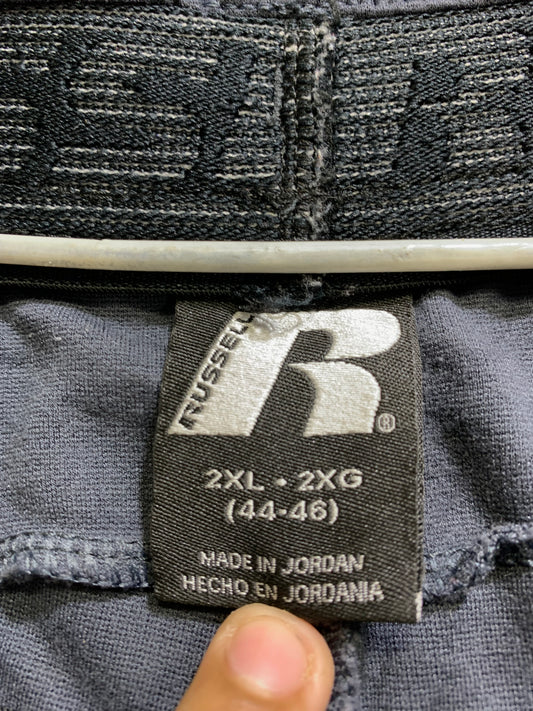 RUSSELL
R®
2XL - 2XG
(44-46)
MADE IN JORDAN
HECHO EN JORDANIA